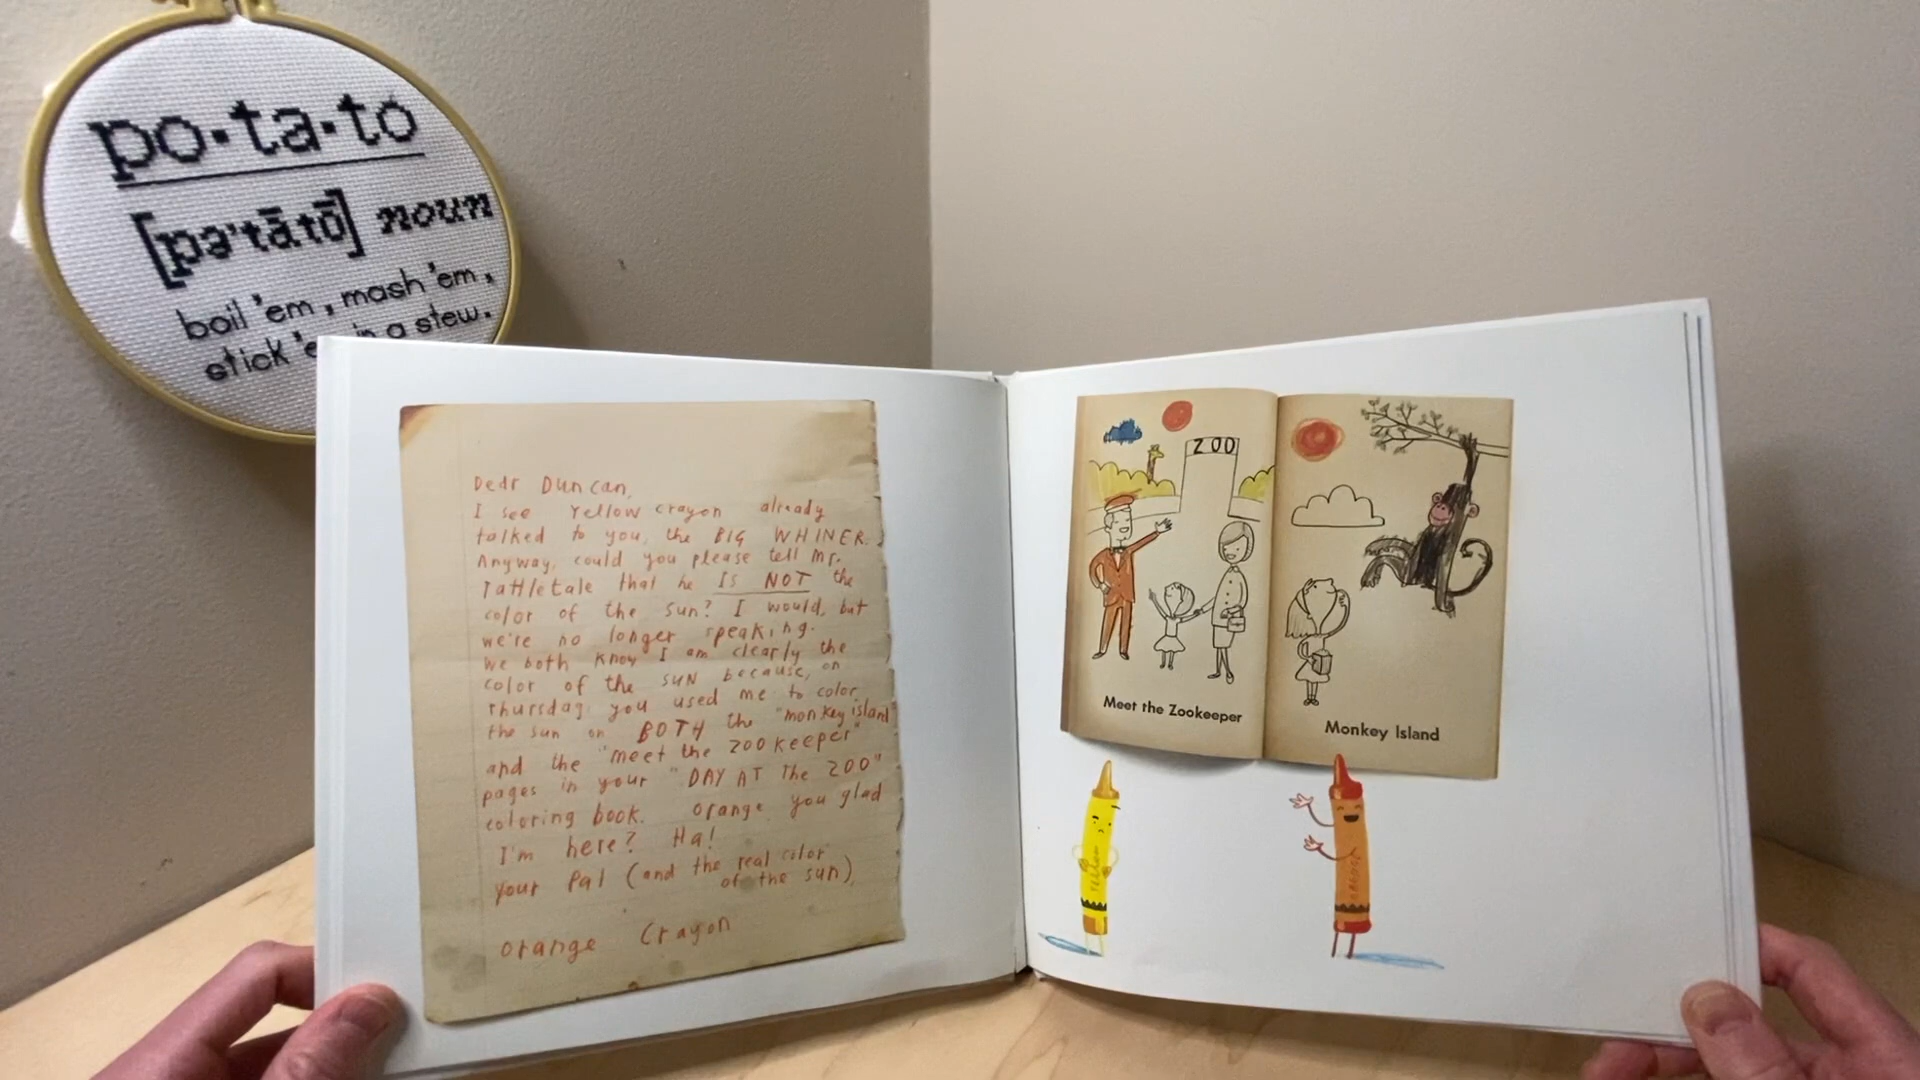 po·ta·to
[pə'tātō] noun
boil 'em, mash 'em,
stick 'em in a stew.
Dear Duncan,
I see Yellow crayon already
talked to you, the BIG WHINER.
Anyway, could you please tell Mr.
Tattletale that he IS NOT the
color of the sun? I would, but
we're no longer speaking.
We both know I am clearly the
color of the sun because, on
Thursday, you used me to color
the sun on BOTH the "monkey island"
and the "meet the zookeeper"
pages in your "DAY AT The ZOO"
coloring book. Orange you glad
I'm here? Ha!
Your Pal (and the real color
of the sun),
Orange Crayon
ZOO
Meet the Zookeeper
Monkey Island
yellow
orange